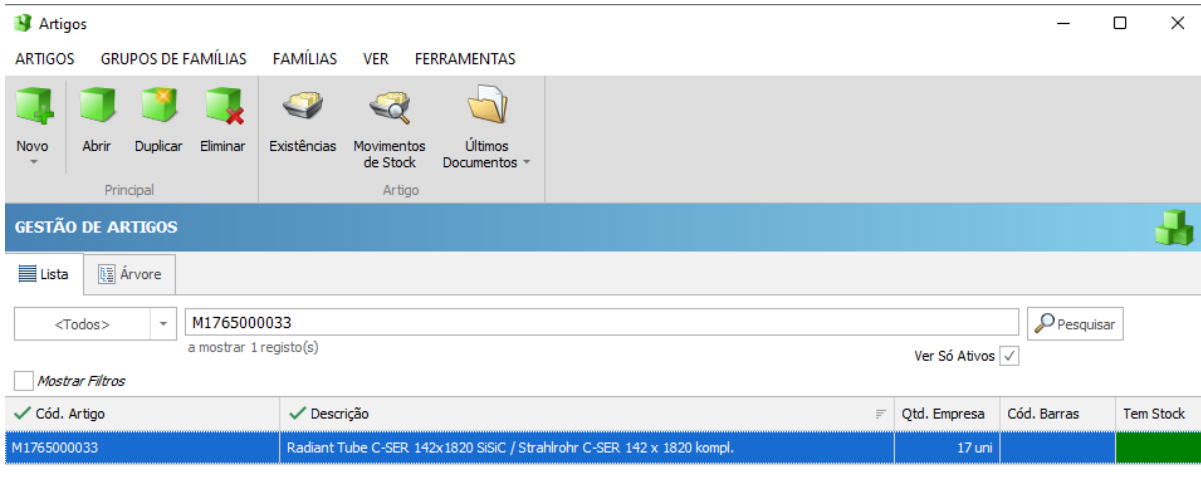 Artigos
ARTIGOS GRUPOS DE FAMÍLIAS FAMÍLIAS VER FERRAMENTAS
Novo Abrir Duplicar Eliminar Existências Movimentos de Stock Últimos Documentos
Principal Artigo
GESTÃO DE ARTIGOS
Lista Árvore
<Todos> M1765000033 Pesquisar
a mostrar 1 registo(s)
Ver Só Ativos
Mostrar Filtros
Cód. Artigo Descrição Qtd. Empresa Cód. Barras Tem Stock
M1765000033 Radiant Tube C-SER 142x1820 SiSiC / Strahlrohr C-SER 142 x 1820 kompl. 17 uni